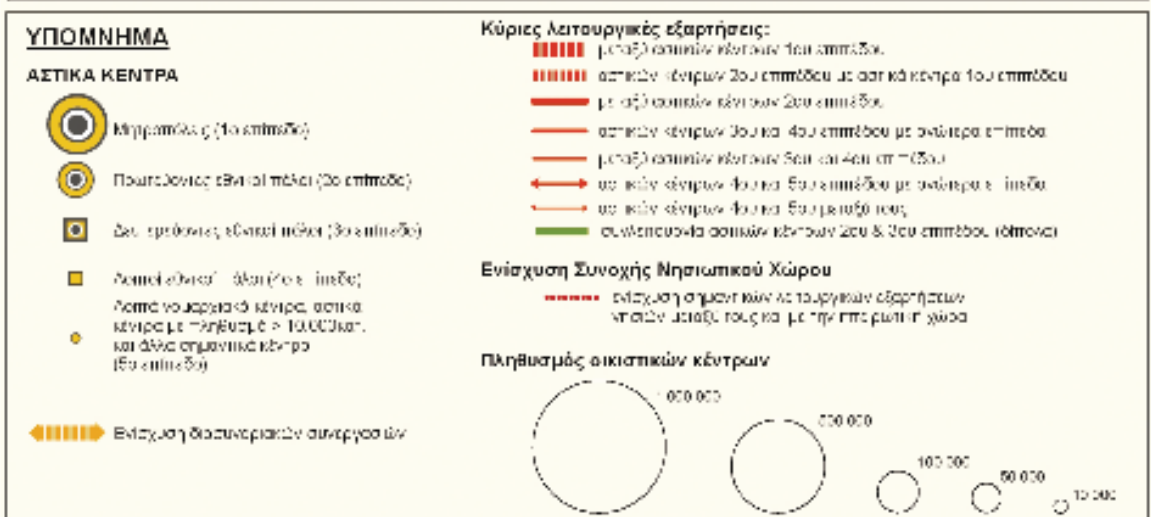 ΥΠΟΜΝΗΜΑ
ΑΣΤΙΚΑ ΚΕΝΤΡΑ
Μητροπόλεις (1ο επίπεδο)
Πρωτεύοντες εθνικοί πόλοι (2ο επίπεδο)
Δευτερεύοντες εθνικοί πόλοι (3ο επίπεδο)
Λοιποί εθνικοί πόλοι (4ο επίπεδο)
Λοιπά νομαρχιακά κέντρα, αστικά
κέντρα με πληθυσμό > 10.000κατ.
και άλλα σημαντικά κέντρα
(5ο επίπεδο)
Ενίσχυση διασυνοριακών συνεργασιών
Κύριες λειτουργικές εξαρτήσεις:
μεταξύ αστικών κέντρων 1ου επιπέδου
αστικών κέντρων 2ου επιπέδου με αστικά κέντρα 1ου επιπέδου
μεταξύ αστικών κέντρων 2ου επιπέδου
αστικών κέντρων 3ου και 4ου επιπέδου με ανώτερα επίπεδα
μεταξύ αστικών κέντρων 3ου και 4ου επιπέδου
αστικών κέντρων 4ου και 5ου επιπέδου με ανώτερα επίπεδα
αστικών κέντρων 4ου και 5ου μεταξύ τους
συνλειτουργία αστικών κέντρων 2ου & 3ου επιπέδου (δίπολα)
Ενίσχυση Συνοχής Νησιωτικού Χώρου
ενίσχυση σημαντικών λειτουργικών εξαρτήσεων
νησιών μεταξύ τους και με την ηπειρωτική χώρα
Πληθυσμός οικιστικών κέντρων
1 000 000
500 000
100 000
50 000
10 000